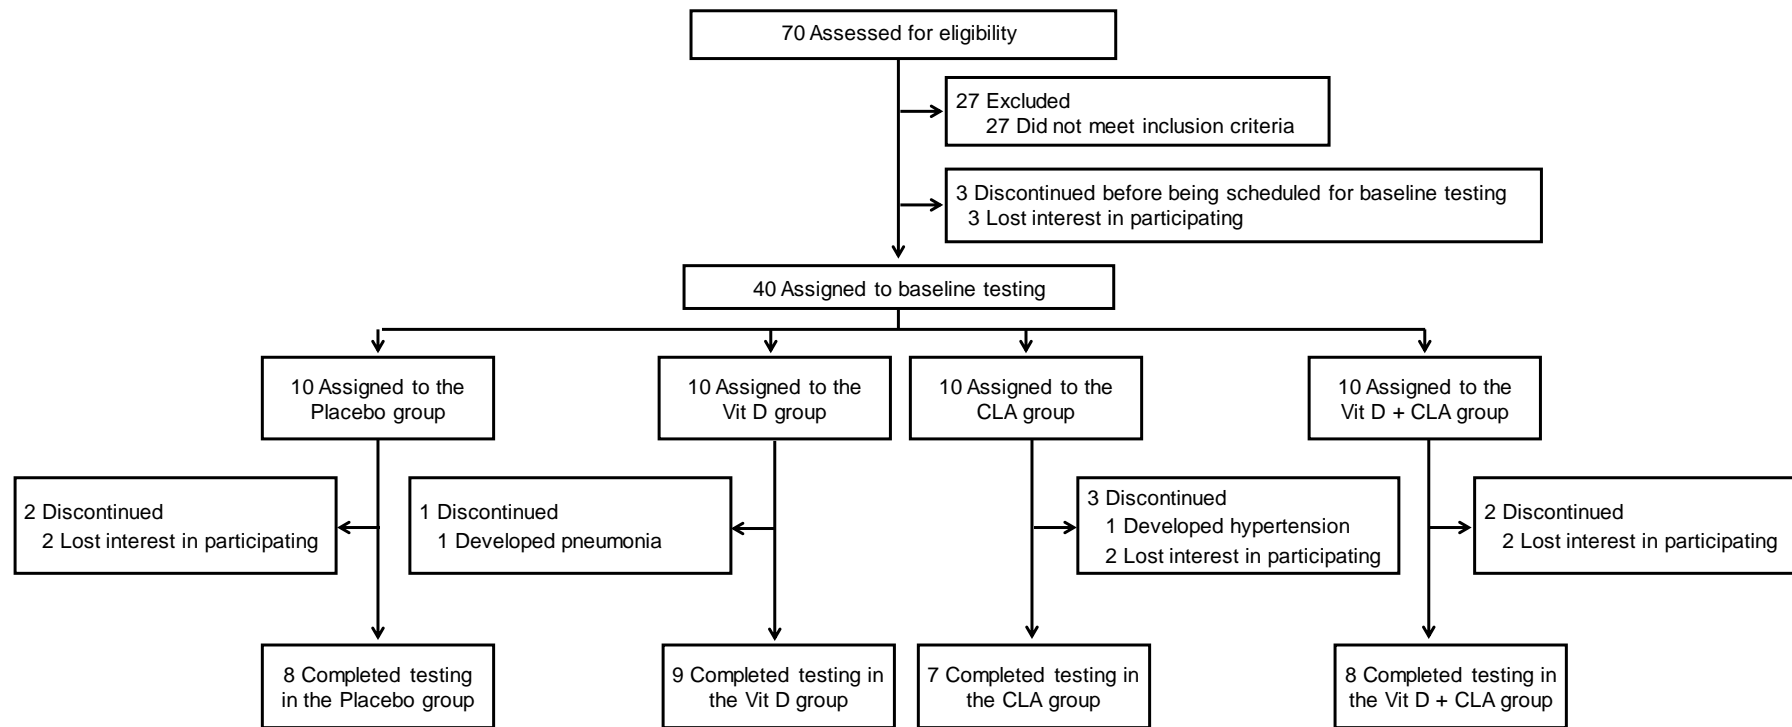 70 Assessed for eligibility
27 Excluded
27 Did not meet inclusion criteria
3 Discontinued before being scheduled for baseline testing
3 Lost interest in participating
40 Assigned to baseline testing
10 Assigned to the
Placebo group
10 Assigned to the
Vit D group
10 Assigned to the
CLA group
10 Assigned to the
Vit D + CLA group
2 Discontinued
2 Lost interest in participating
1 Discontinued
1 Developed pneumonia
3 Discontinued
1 Developed hypertension
2 Lost interest in participating
2 Discontinued
2 Lost interest in participating
8 Completed testing
in the Placebo group
9 Completed testing in
the Vit D group
7 Completed testing in
the CLA group
8 Completed testing in
the Vit D + CLA group